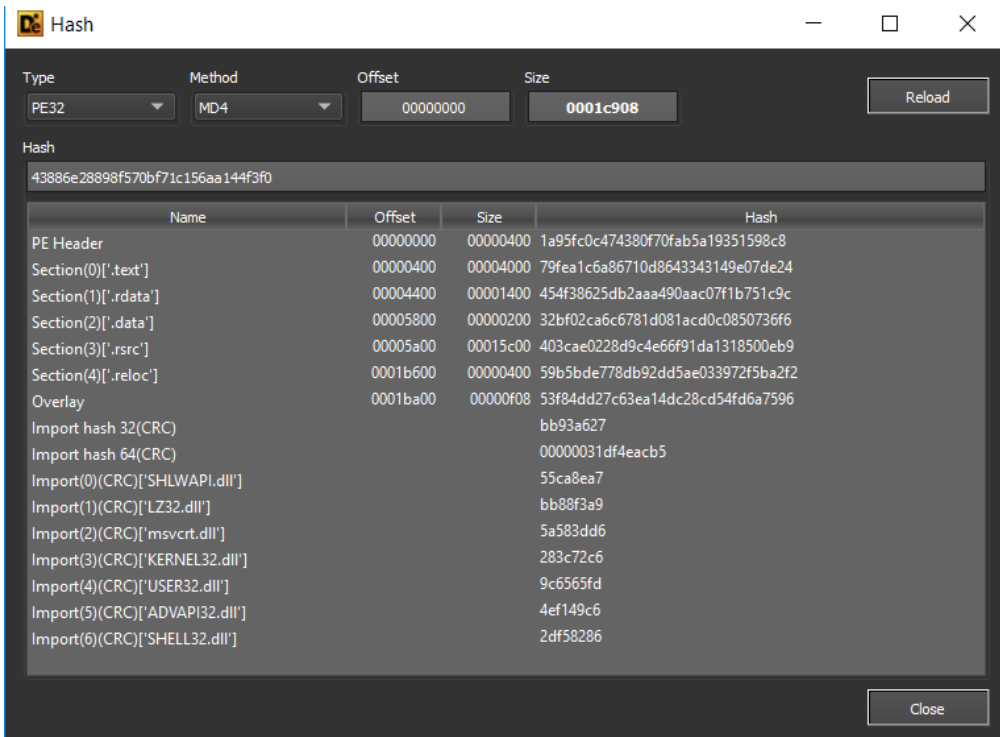 De Hash
Type Method Offset Size
PE32 MD4 00000000 0001c908 Reload
Hash
43886e28898f570bf71c156aa144f3f0
Name Offset Size Hash
PE Header 00000000 00000400 1a95fc0c474380f70fab5a19351598c8
Section(0)['.text'] 00000400 00004000 79fea1c6a86710d8643343149e07de24
Section(1)['.rdata'] 00004400 00001400 454f38625db2aaa490aac07f1b751c9c
Section(2)['.data'] 00005800 00000200 32bf02ca6c6781d081acd0c0850736f6
Section(3)['.rsrc'] 00005a00 00015c00 403cae0228d9c4e66f91da1318500eb9
Section(4)['.reloc'] 0001b600 00000400 59b5bde778db92dd5ae033972f5ba2f2
Overlay 0001ba00 00000f08 53f84dd27c63ea14dc28cd54fd6a7596
Import hash 32(CRC) bb93a627
Import hash 64(CRC) 00000031df4eacb5
Import(0)(CRC)['SHLWAPI.dll'] 55ca8ea7
Import(1)(CRC)['LZ32.dll'] bb88f3a9
Import(2)(CRC)['msvcrt.dll'] 5a583dd6
Import(3)(CRC)['KERNEL32.dll'] 283c72c6
Import(4)(CRC)['USER32.dll'] 9c6565fd
Import(5)(CRC)['ADVAPI32.dll'] 4ef149c6
Import(6)(CRC)['SHELL32.dll'] 2df58286
Close